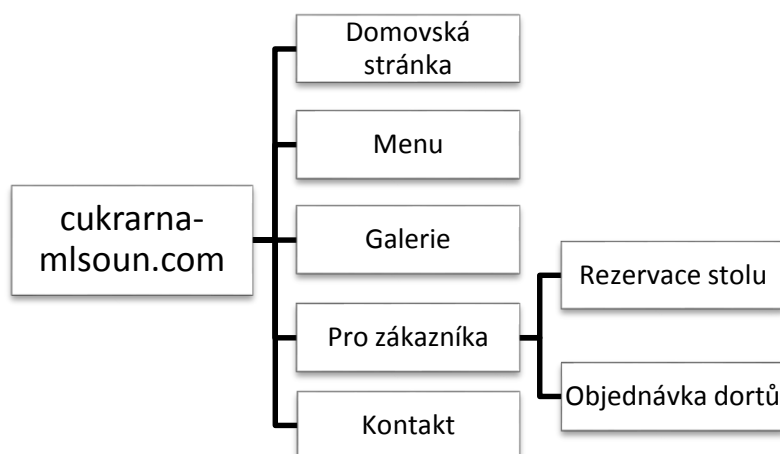 Domovská
stránka
Menu
cukrarna-
mlsoun.com
Galerie
Rezervace stolu
Pro zákazníka
Objednávka dortů
Kontakt